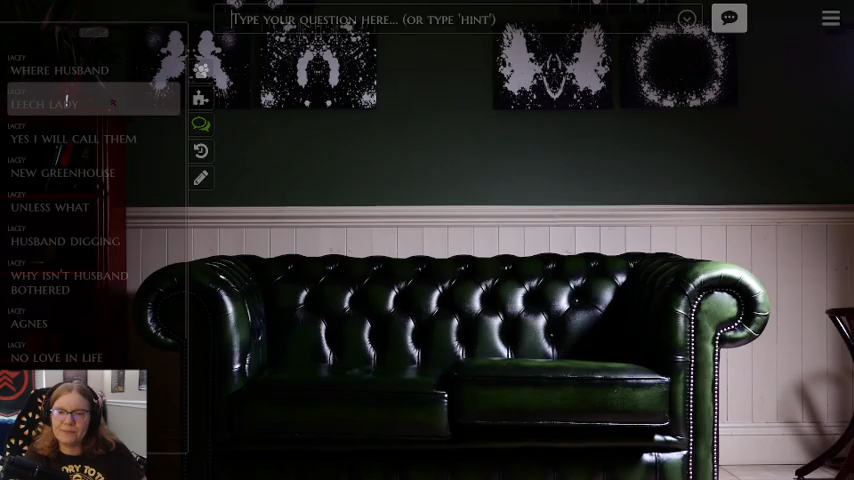 TYPE YOUR QUESTION HERE... (OR TYPE 'HINT')
LACEY
WHERE HUSBAND
LACEY
LEECH LADY
LACEY
YES I WILL CALL THEM
LACEY
NEW GREENHOUSE
LACEY
UNLESS WHAT
LACEY
HUSBAND DIGGING
LACEY
WHY ISN'T HUSBAND
BOTHERED
LACEY
AGNES
LACEY
NO LOVE IN LIFE